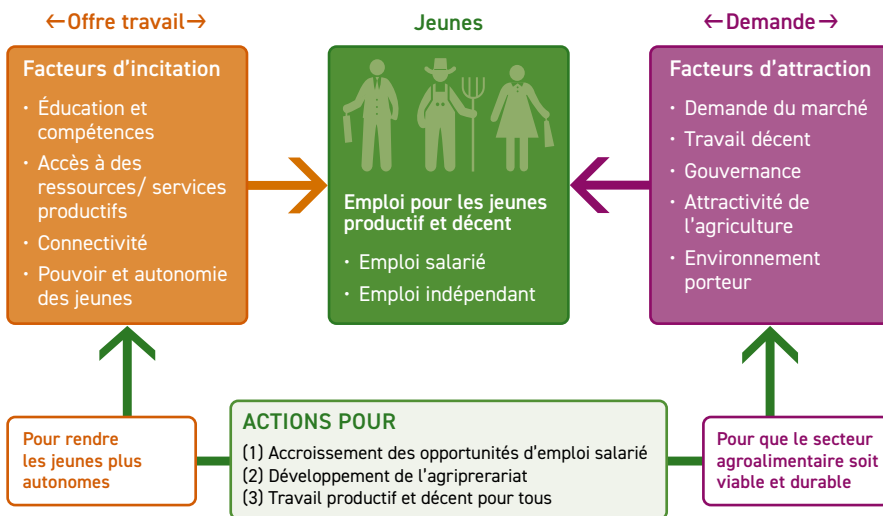 ←Offre travail→
Facteurs d'incitation
· Éducation et
compétences
· Accès à des
ressources/ services
productifs
· Connectivité
· Pouvoir et autonomie
des jeunes
Jeunes
Emploi pour les jeunes
productif et décent
· Emploi salarié
· Emploi indépendant
←Demande→
Facteurs d'attraction
· Demande du marché
· Travail décent
· Gouvernance
· Attractivité de
l'agriculture
· Environnement
porteur
Pour rendre
les jeunes plus
autonomes
ACTIONS POUR
(1) Accroissement des opportunités d'emploi salarié
(2) Développement de l'agriprerariat
(3) Travail productif et décent pour tous
Pour que le secteur
agroalimentaire soit
viable et durable